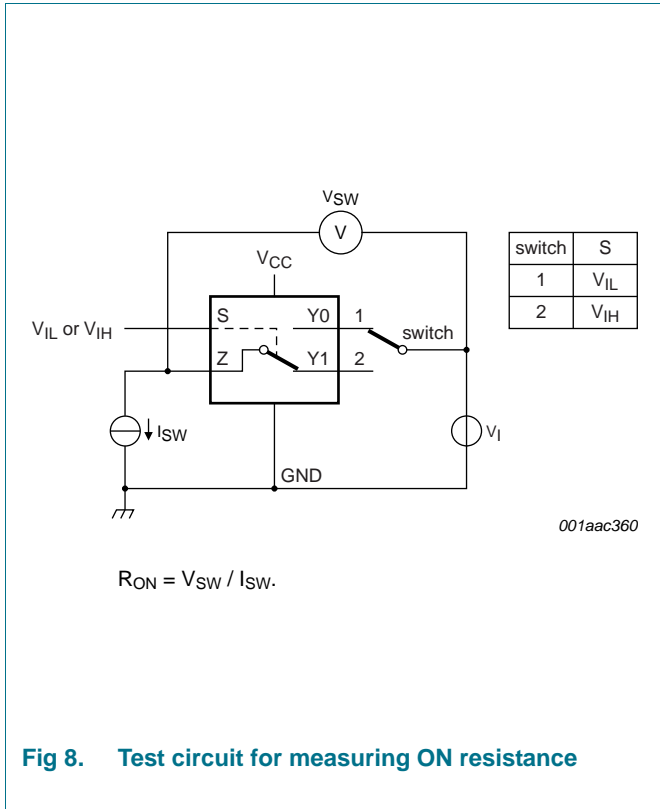 VSW
V
VCC
switch S
1 VIL
2 VIH
S Y0 1
VIL or VIH
switch
Z Y1 2
ISW
VI
GND
001aac360
RON = VSW / ISW.
Fig 8. Test circuit for measuring ON resistance